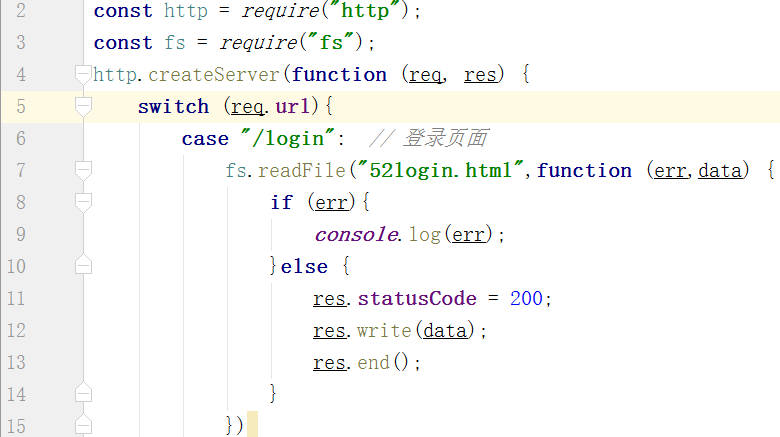 2 const http = require("http");
3 const fs = require("fs");
4 http.createServer(function (req, res) {
5 switch (req.url){
6 case "/login": // 登录页面
7 fs.readFile("52login.html",function (err,data) {
8 if (err){
9 console.log(err);
10 }else {
11 res.statusCode = 200;
12 res.write(data);
13 res.end();
14 }
15 })